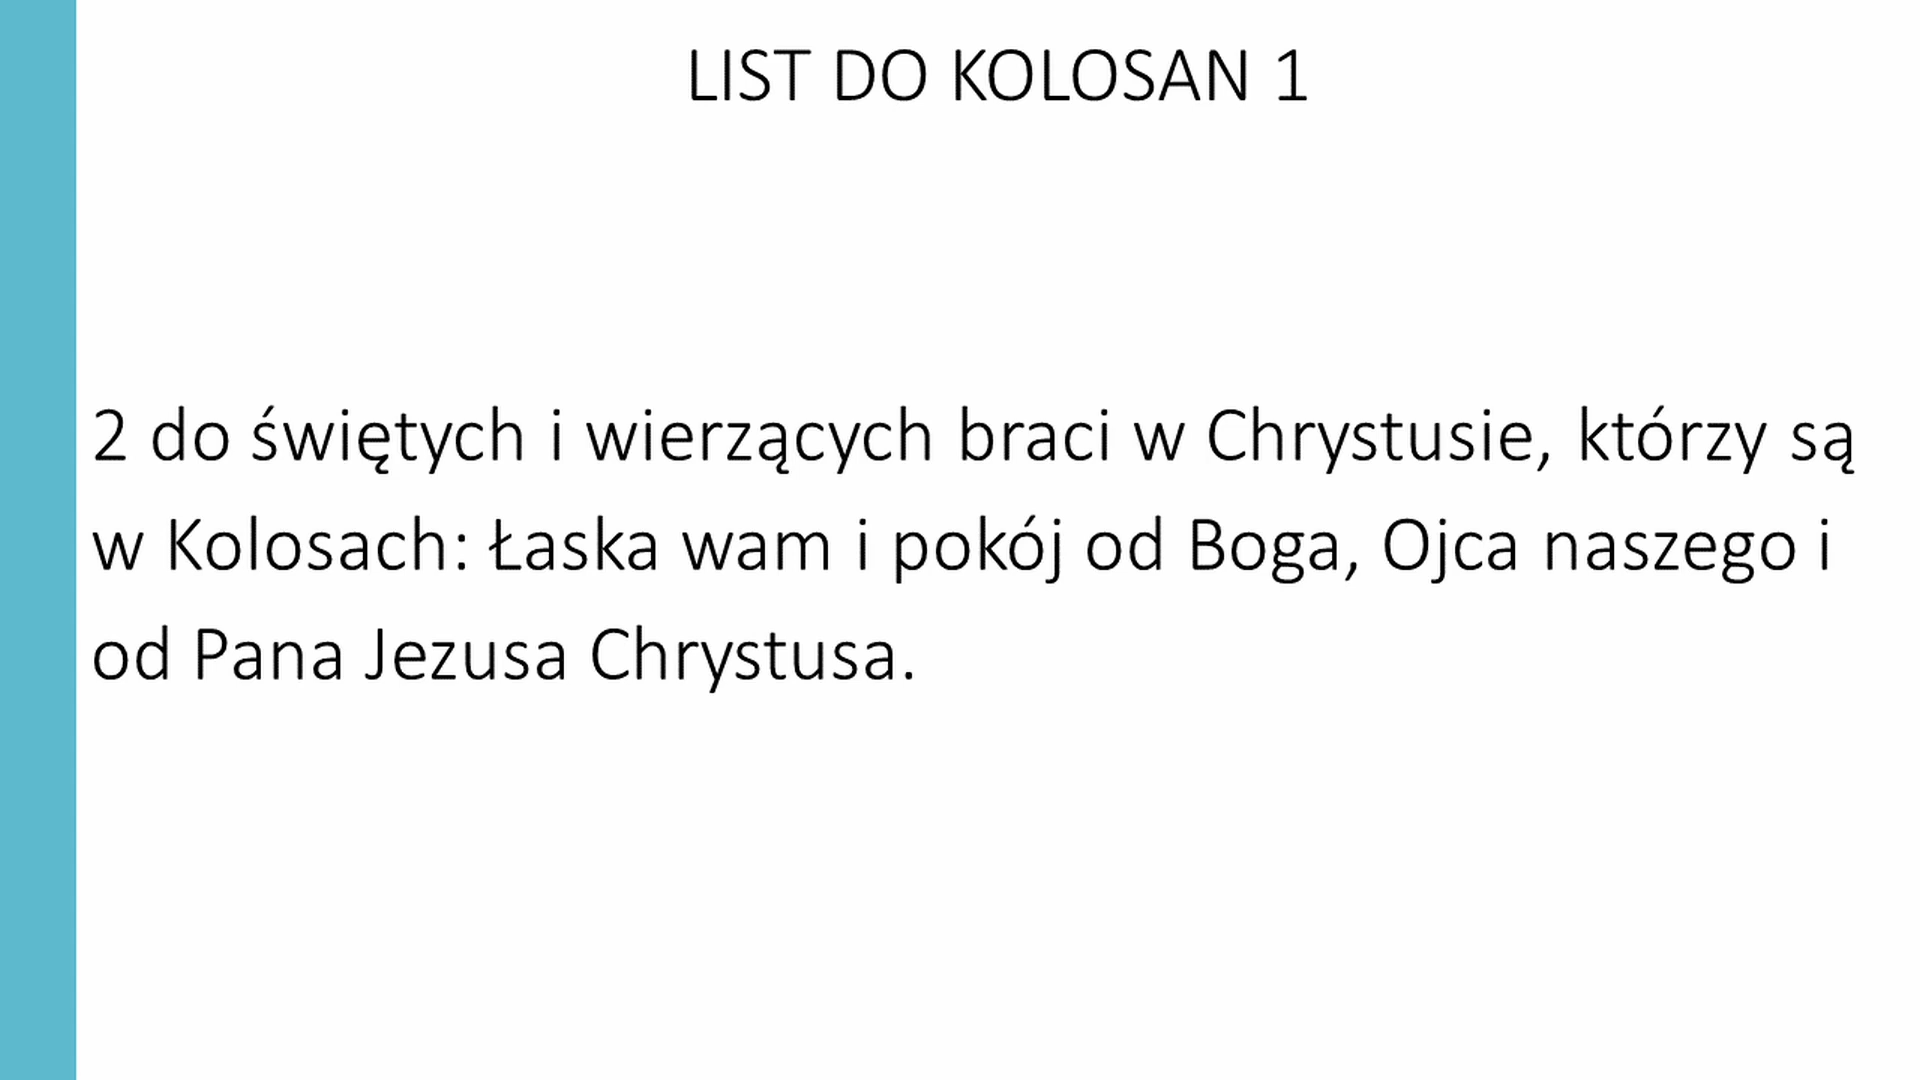 LIST DO KOLOSAN 1
2 do świętych i wierzących braci w Chrystusie, którzy są
w Kolosach: Łaska wam i pokój od Boga, Ojca naszego i
od Pana Jezusa Chrystusa.